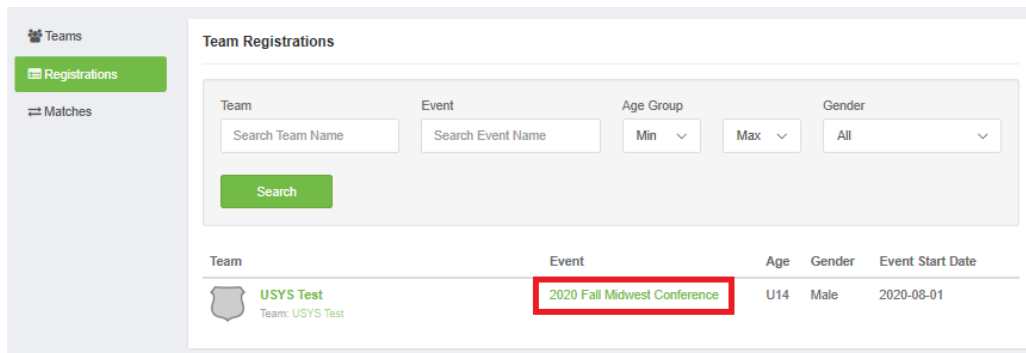 Teams
Registrations
Matches
Team Registrations
Team Event Age Group Gender
Search Team Name Search Event Name Min Max All
Search
Team Event Age Gender Event Start Date
USYS Test 2020 Fall Midwest Conference U14 Male 2020-08-01
Team: USYS Test